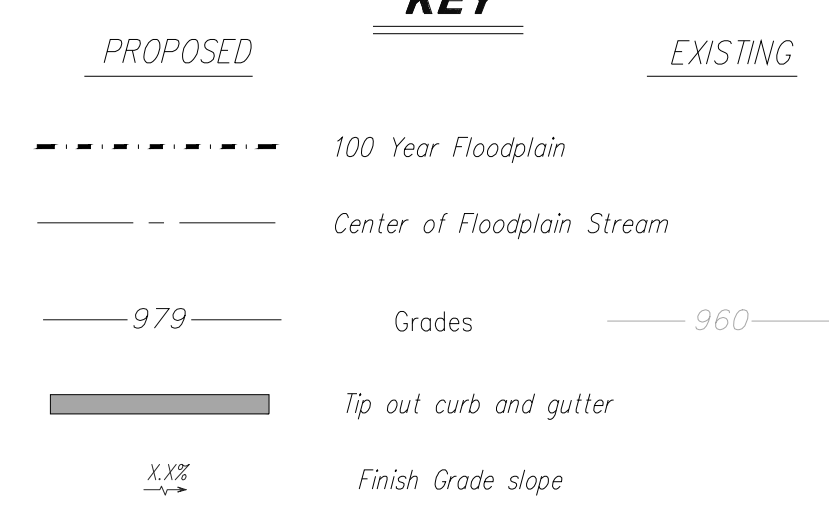 KEY
PROPOSED EXISTING
100 Year Floodplain
Center of Floodplain Stream
979 Grades 960
Tip out curb and gutter
X.X% Finish Grade slope